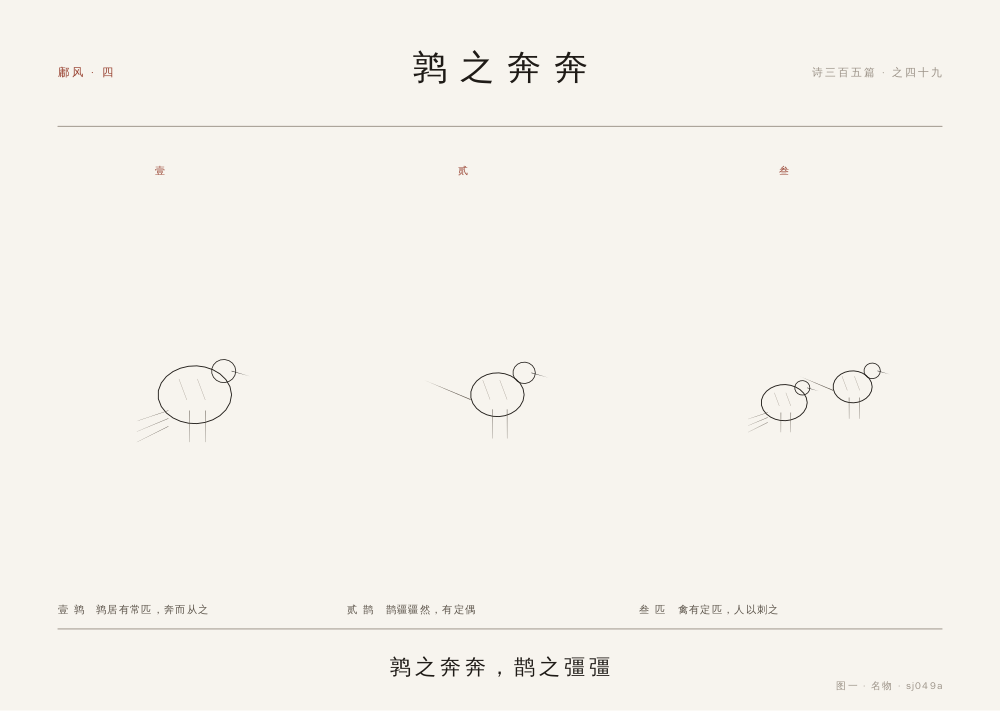 鄘风 · 四
鹑之奔奔
诗三百五篇 · 之四十九
壹
贰
叁
壹 鹑 鹑居有常匹，奔而从之
贰 鹊 鹊疆疆然，有定偶
叁 匹 禽有定匹，人以刺之
鹑之奔奔，鹊之彊彊
图一 · 名物 · sj049a